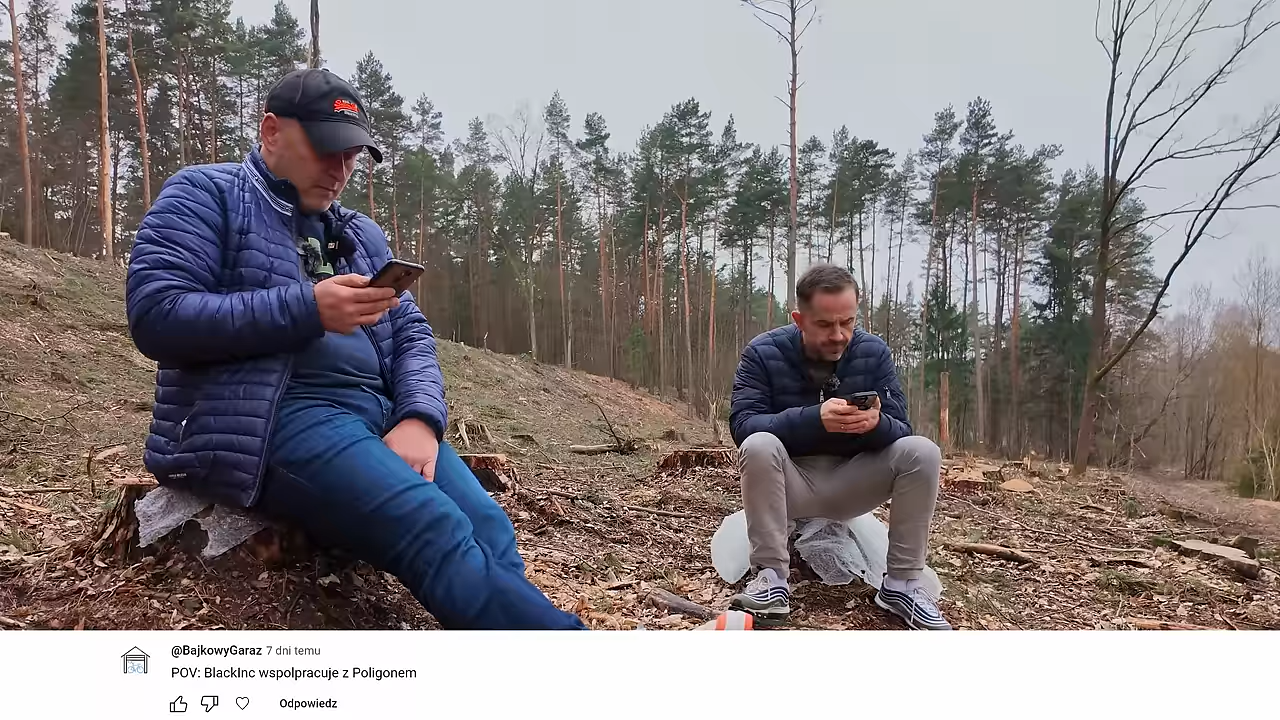 @BajkowyGaraz 7 dni temu
POV: BlackInc wspolpracuje z Poligonem
Odpowiedz